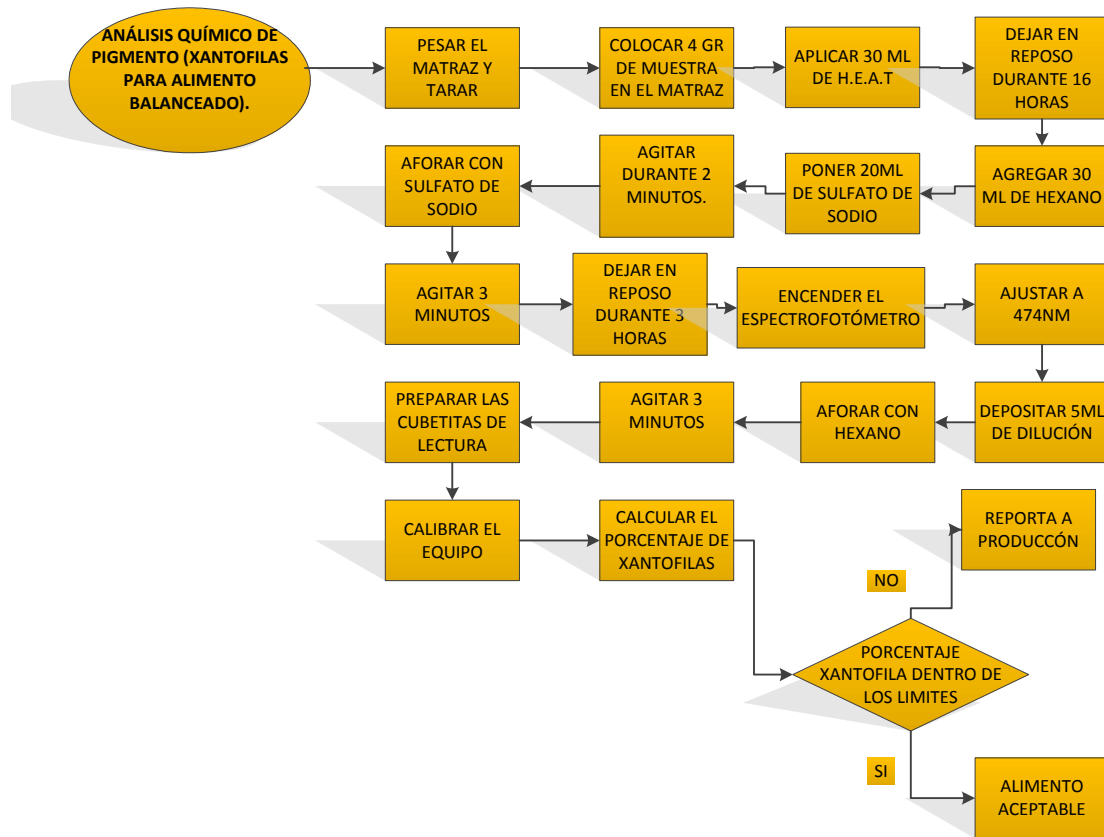 ANÁLISIS QUÍMICO DE
PIGMENTO (XANTOFILAS
PARA ALIMENTO
BALANCEADO).
PESAR EL
MATRAZ Y
TARAR
COLOCAR 4 GR
DE MUESTRA
EN EL MATRAZ
APLICAR 30 ML
DE H.E.A.T
DEJAR EN
REPOSO
DURANTE 16
HORAS
AGREGAR 30
ML DE HEXANO
PONER 20ML
DE SULFATO DE
SODIO
AGITAR
DURANTE 2
MINUTOS.
AFORAR CON
SULFATO DE
SODIO
AGITAR 3
MINUTOS
DEJAR EN
REPOSO
DURANTE 3
HORAS
ENCENDER EL
ESPECTROFOTÓMETRO
AJUSTAR A
474NM
DEPOSITAR 5ML
DE DILUCIÓN
AFORAR CON
HEXANO
AGITAR 3
MINUTOS
PREPARAR LAS
CUBETITAS DE
LECTURA
CALIBRAR EL
EQUIPO
CALCULAR EL
PORCENTAJE DE
XANTOFILAS
PORCENTAJE
XANTOFILA DENTRO DE
LOS LIMITES
NO
REPORTA A
PRODUCCÓN
SI
ALIMENTO
ACEPTABLE